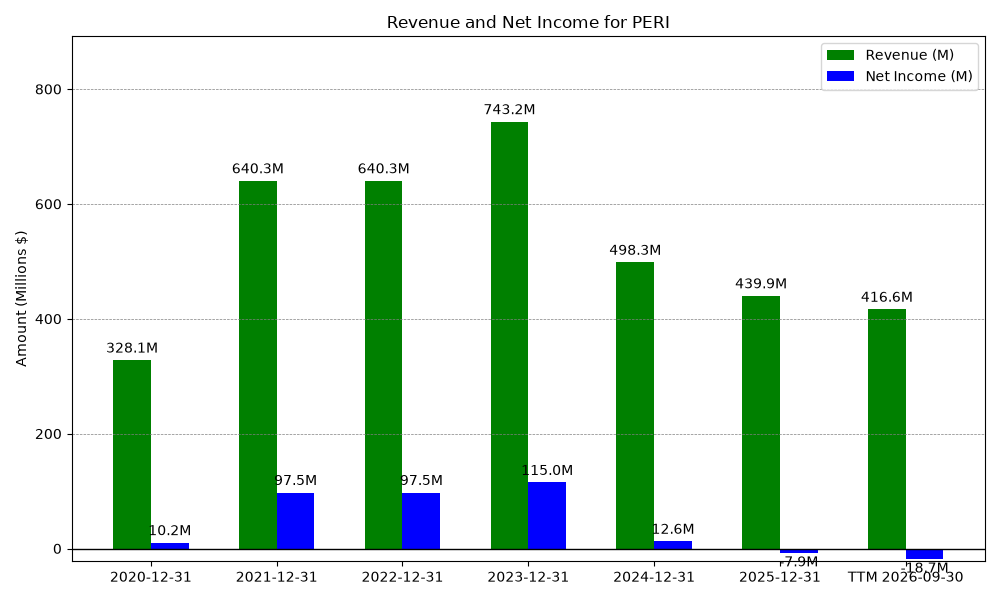 Revenue and Net Income for PERI
Revenue (M)
Net Income (M)
Amount (Millions $)
800
600
400
200
0
328.1M
10.2M
640.3M
97.5M
640.3M
97.5M
743.2M
115.0M
498.3M
12.6M
439.9M
-7.9M
416.6M
-18.7M
2020-12-31
2021-12-31
2022-12-31
2023-12-31
2024-12-31
2025-12-31
TTM 2026-09-30